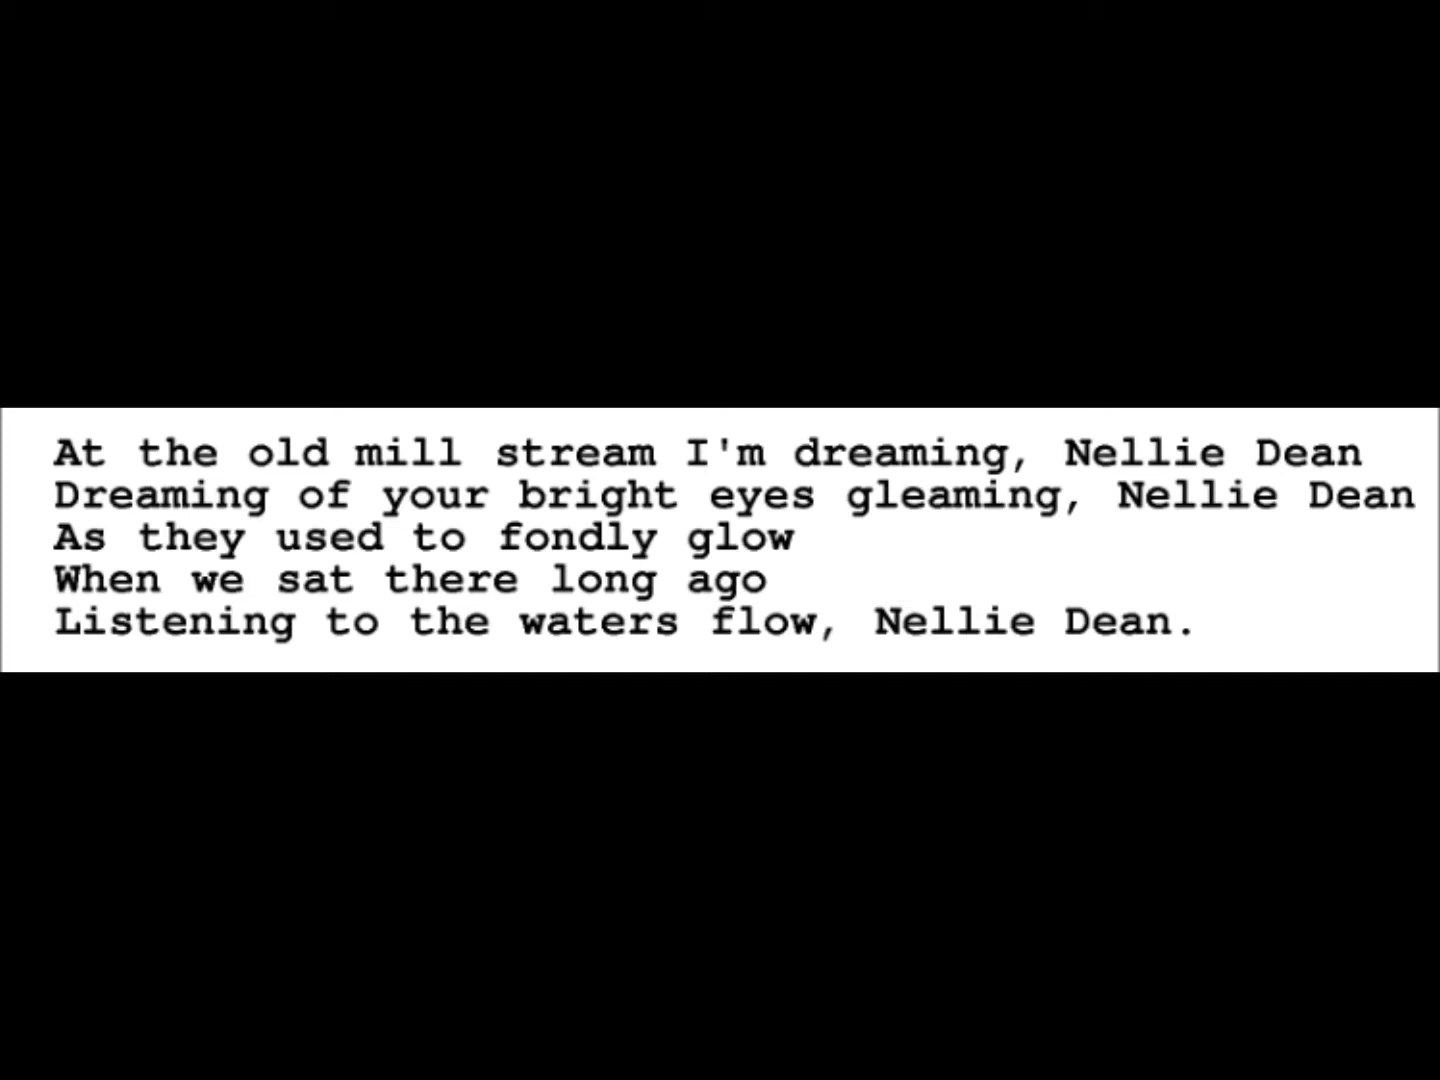 At the old mill stream I'm dreaming, Nellie Dean
Dreaming of your bright eyes gleaming, Nellie Dean
As they used to fondly glow
When we sat there long ago
Listening to the waters flow, Nellie Dean.